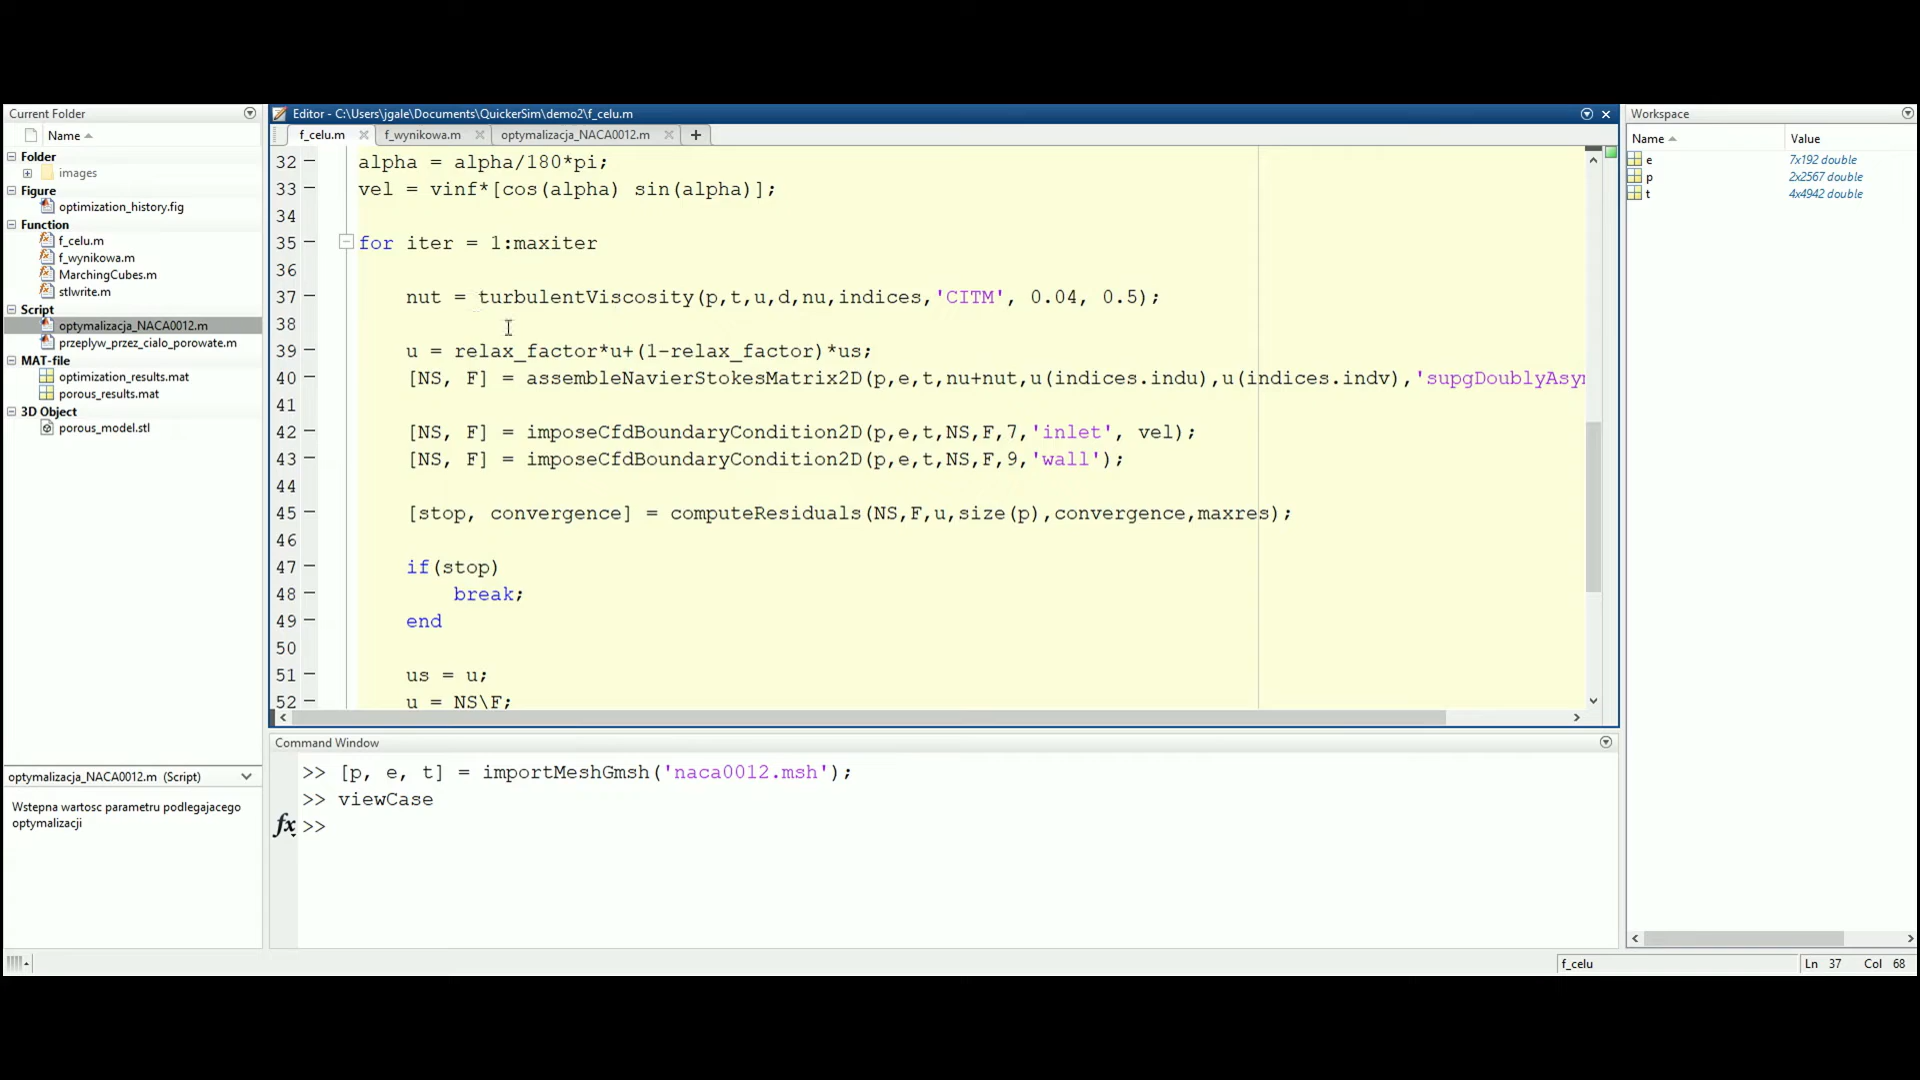 Current Folder
Name
Folder
images
Figure
optimization_history.fig
Function
f_celu.m
f_wynikowa.m
MarchingCubes.m
stlwrite.m
Script
optymalizacja_NACA0012.m
przeplyw_przez_cialo_porowate.m
MAT-file
optimization_results.mat
porous_results.mat
3D Object
porous_model.stl
optymalizacja_NACA0012.m (Script)
Wstepna wartosc parametru podlegajacego
optymalizacji
Editor - C:\Users\jgale\Documents\QuickerSim\demo2\f_celu.m
f_celu.m f_wynikowa.m optymalizacja_NACA0012.m +
32 alpha = alpha/180*pi;
33 vel = vinf*[cos(alpha) sin(alpha)];
34
35 for iter = 1:maxiter
36
37 nut = turbulentViscosity(p,t,u,d,nu,indices,'CITM', 0.04, 0.5);
38
39 u = relax_factor*u+(1-relax_factor)*us;
40 [NS, F] = assembleNavierStokesMatrix2D(p,e,t,nu+nut,u(indices.indu),u(indices.indv),'supgDoublyAsym
41
42 [NS, F] = imposeCfdBoundaryCondition2D(p,e,t,NS,F,7,'inlet', vel);
43 [NS, F] = imposeCfdBoundaryCondition2D(p,e,t,NS,F,9,'wall');
44
45 [stop, convergence] = computeResiduals(NS,F,u,size(p),convergence,maxres);
46
47 if(stop)
48 break;
49 end
50
51 us = u;
52 u = NS\F;
Command Window
>> [p, e, t] = importMeshGmsh('naca0012.msh');
>> viewCase
fx >>
Workspace
Name Value
e 7x192 double
p 2x2567 double
t 4x4942 double
f_celu Ln 37 Col 68